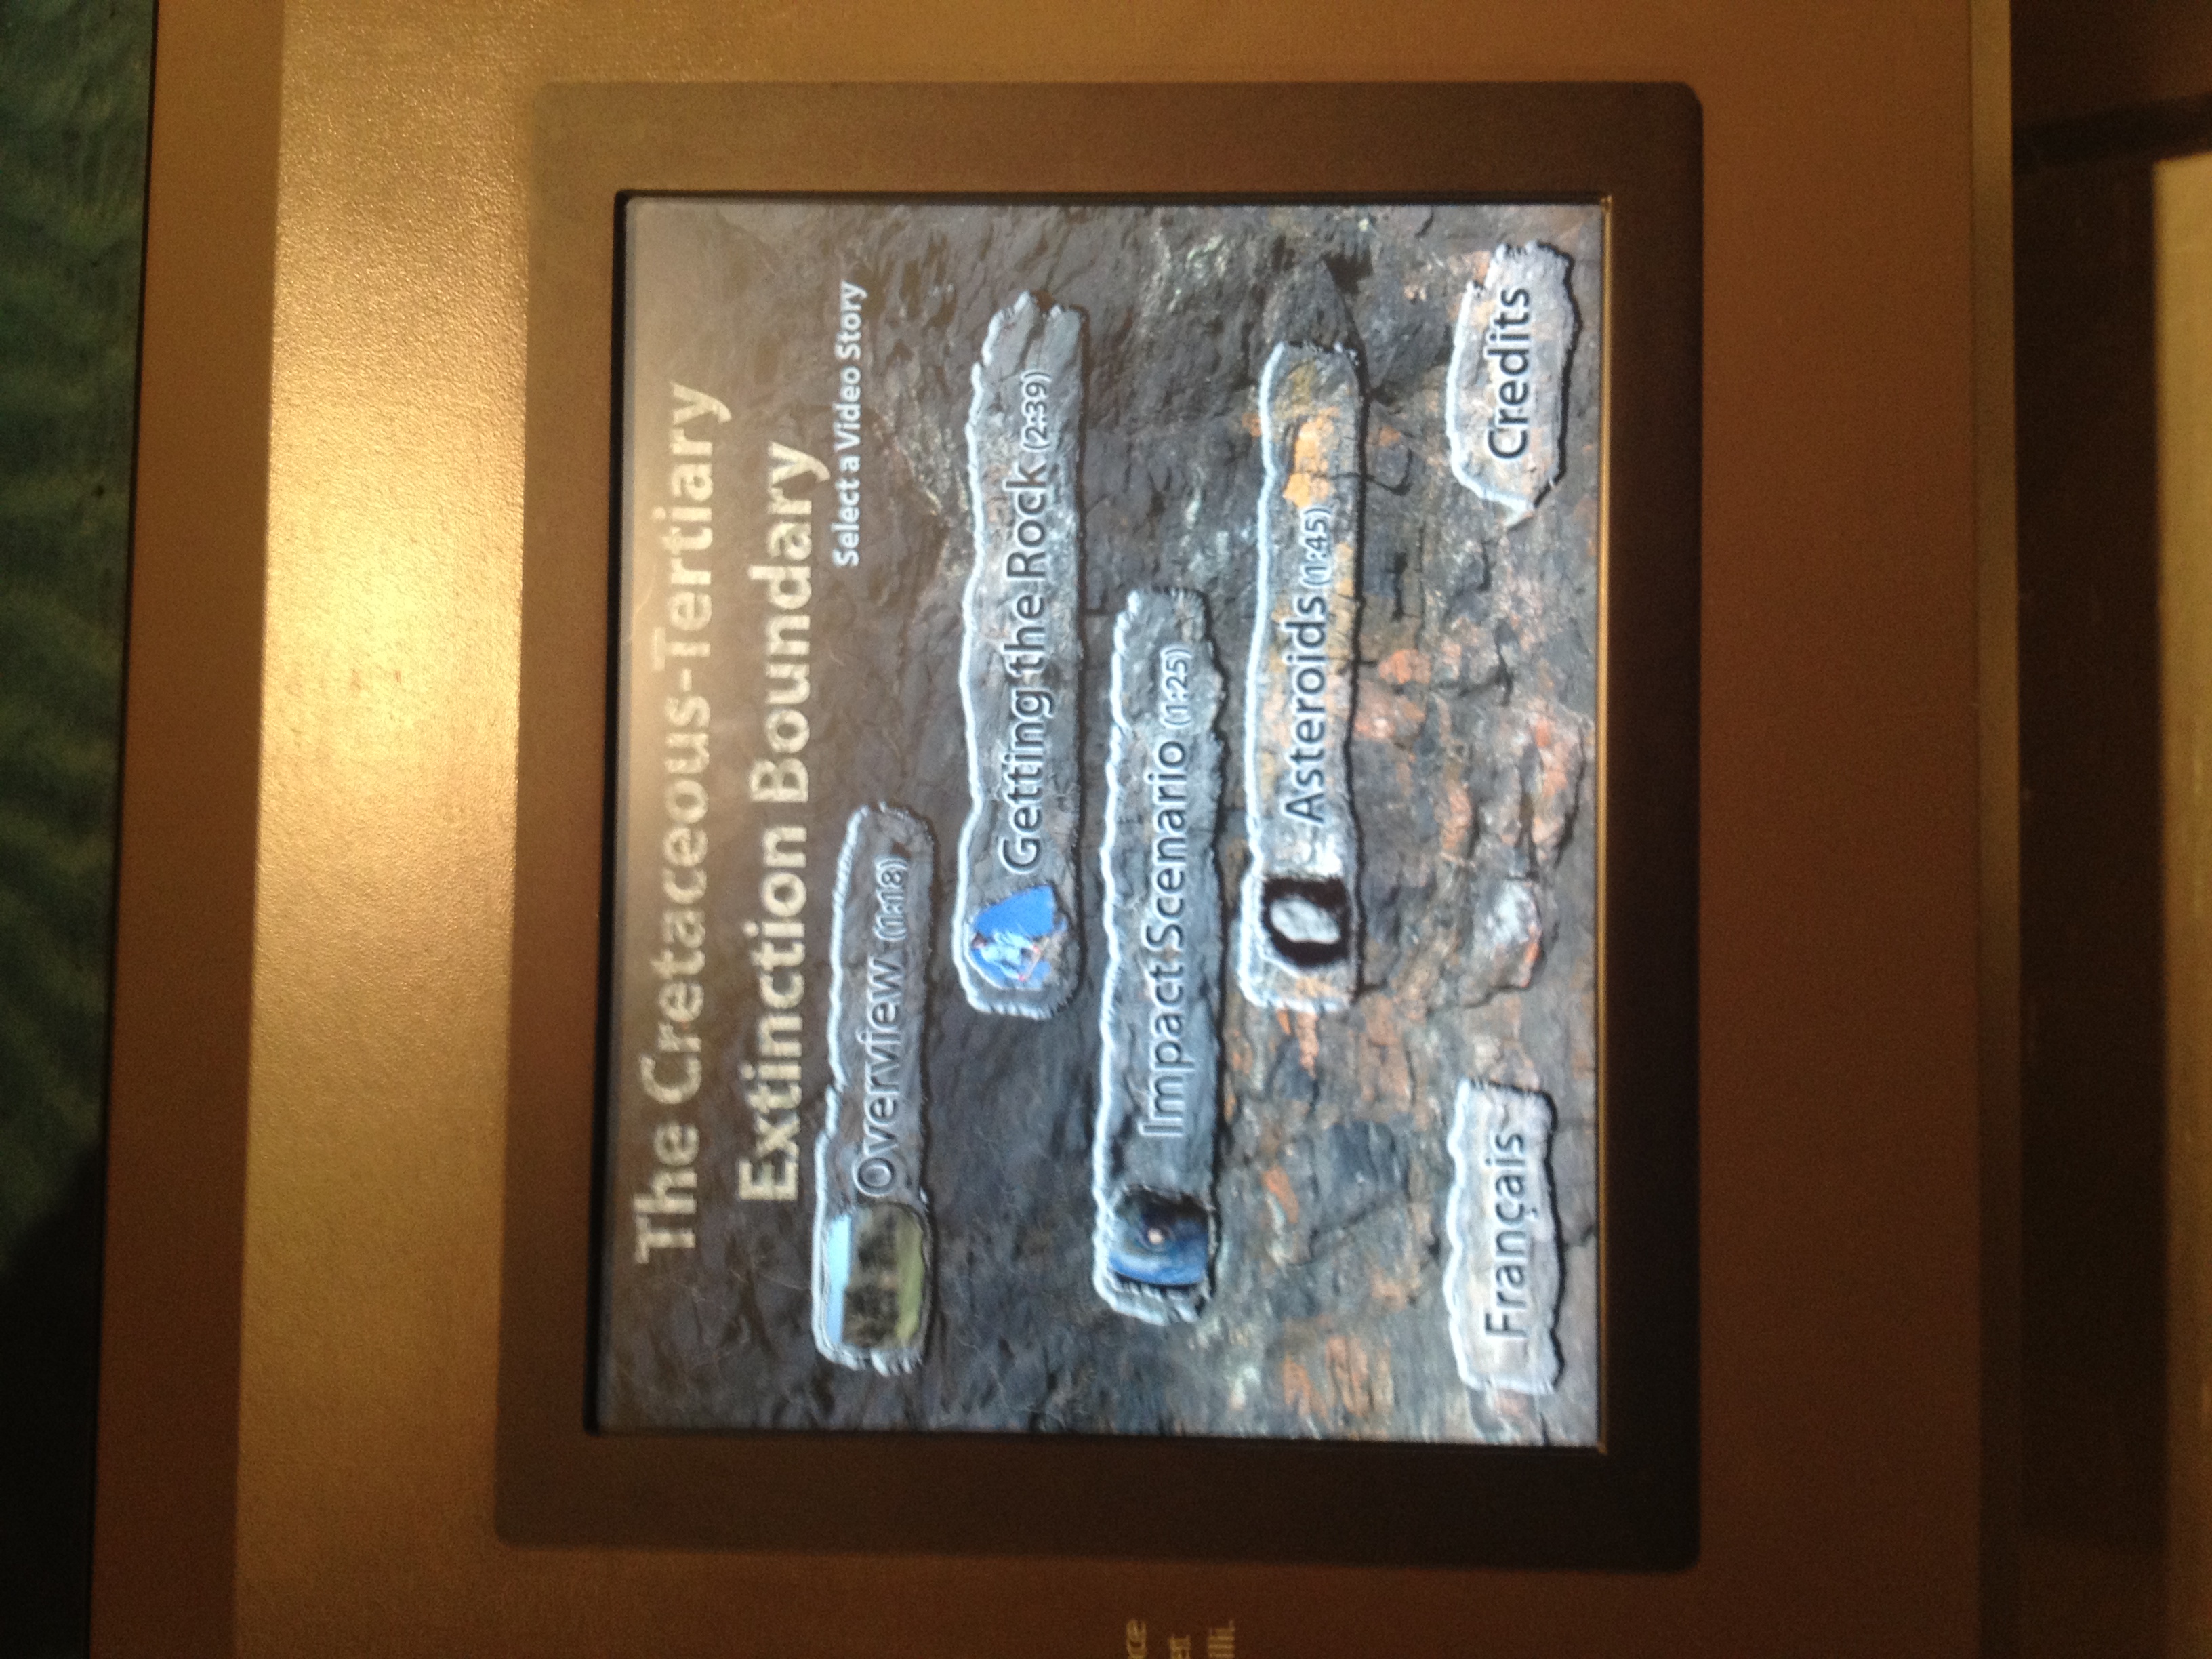 The Cretaceous-Tertiary
Extinction Boundary
Select a Video Story
Overview (1:18)
Getting the Rock (2:39)
Impact Scenario (1:25)
Asteroids (1:45)
Français
Credits